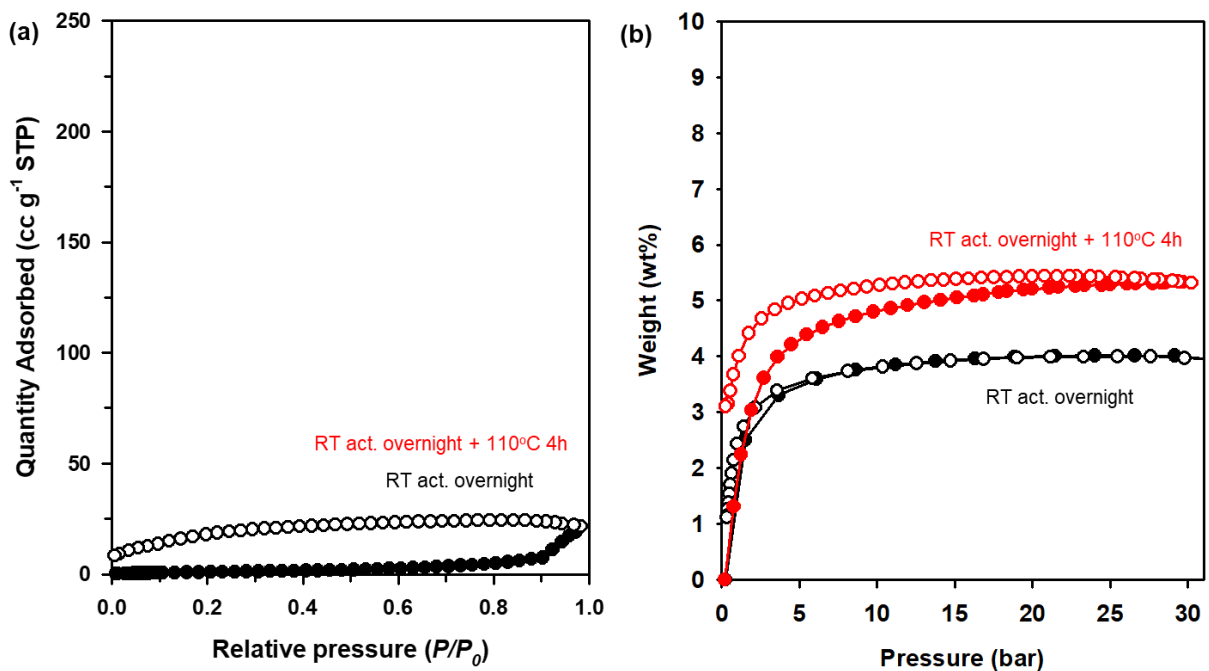 (a)
250
200
150
100
50
0
Quantity Adsorbed (cc g-1 STP)
RT act. overnight + 110oC 4h
RT act. overnight
0.0 0.2 0.4 0.6 0.8 1.0
Relative pressure (P/P0)
(b)
10
9
8
7
6
5
4
3
2
1
0
Weight (wt%)
RT act. overnight + 110oC 4h
RT act. overnight
0 5 10 15 20 25 30
Pressure (bar)